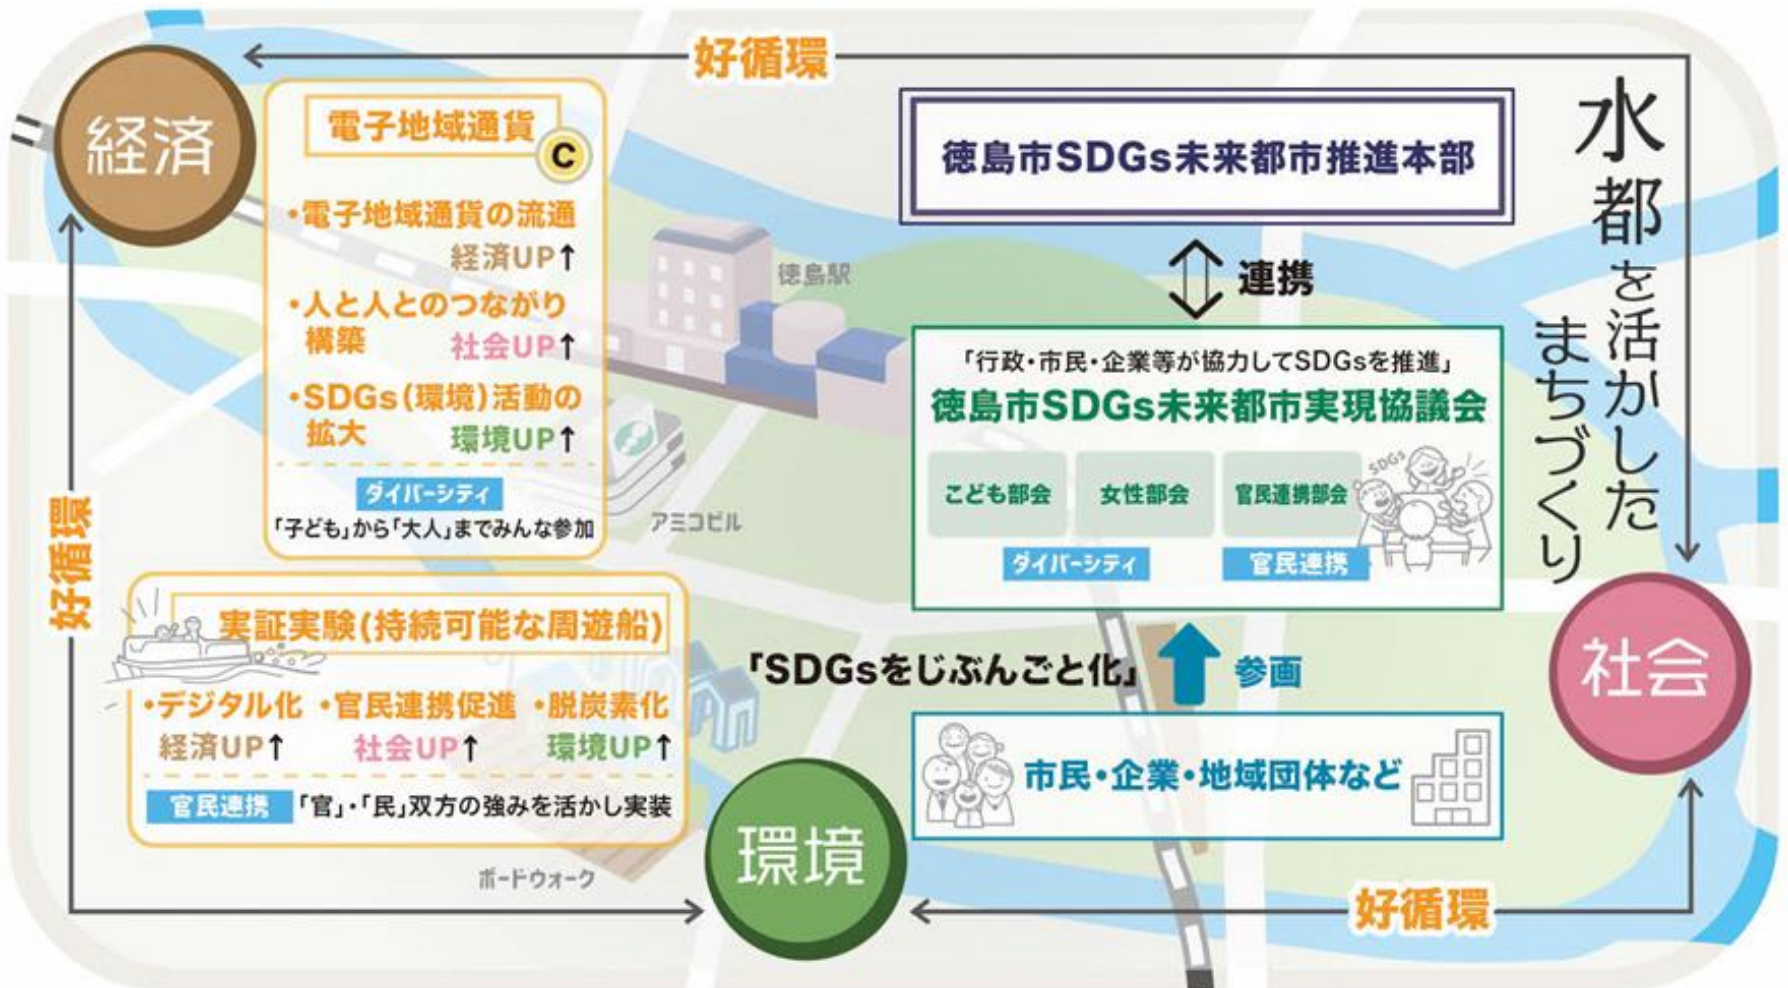 好循環
経済
電子地域通貨
C
・電子地域通貨の流通
経済UP↑
・人と人とのつながり
構築
社会UP↑
・SDGs(環境)活動の
拡大
環境UP↑
ダイバーシティ
「子ども」から「大人」までみんな参加
徳島市SDGs未来都市推進本部
連携
「行政・市民・企業等が協力してSDGsを推進」
徳島市SDGs未来都市実現協議会
こども部会
女性部会
官民連携部会
SDGs
ダイバーシティ
官民連携
水都を活かした
まちづくり
徳島駅
アミコビル
好循環
実証実験(持続可能な周遊船)
・デジタル化 ・官民連携促進 ・脱炭素化
経済UP↑ 社会UP↑ 環境UP↑
官民連携 「官」・「民」双方の強みを活かし実装
「SDGsをじぶんごと化」
参画
社会
市民・企業・地域団体など
環境
ボードウォーク
好循環